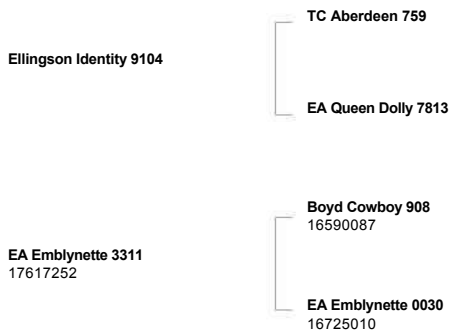 TC Aberdeen 759
Ellingson Identity 9104
EA Queen Dolly 7813
Boyd Cowboy 908
16590087
EA Emblynette 3311
17617252
EA Emblynette 0030
16725010